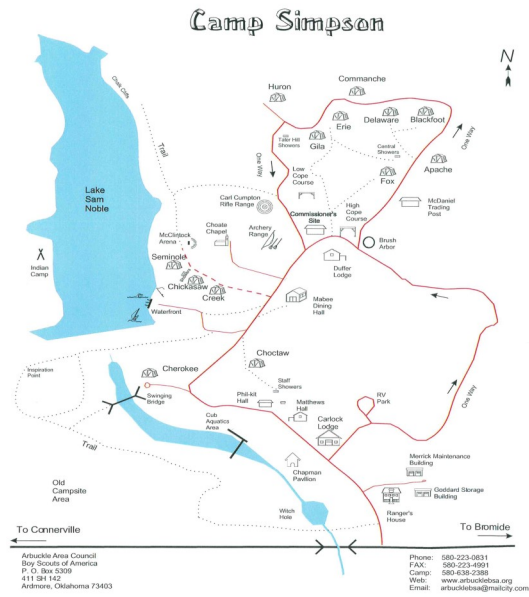 Camp Simpson
N
Commanche
Huron
Chalk Cliffs
Erie
Delaware
Blackfoot
Tater Hill
Showers
Gila
Central
Showers
One Way
Trail
One Way
Low
Cope
Course
Fox
Apache
Lake
Sam
Noble
Carl Cumpton
Rifle Range
High
Cope
Course
McDaniel
Trading
Post
Commissioner's
Site
Choate
Chapel
Archery
Range
McClintock
Arena
Brush
Arbor
Seminole
Indian
Camp
Duffer
Lodge
Chickasaw
Creek
Mabee
Dining
Hall
Waterfront
Choctaw
Cherokee
Inspiration
Point
Staff
Showers
One Way
Swinging
Bridge
Phil-kit
Hall
Matthews
Hall
RV
Park
Cub
Aquatics
Area
Carlock
Lodge
Trail
Merrick Maintenance
Building
Chapman
Pavillion
Old
Campsite
Area
Goddard Storage
Building
Witch
Hole
Ranger's
House
To Connerville
To Bromide
Arbuckle Area Council
Boy Scouts of America
P. O. Box 5309
411 SH 142
Ardmore, Oklahoma 73403
Phone: 580-223-0831
FAX: 580-223-4991
Camp: 580-638-2388
Web: www.arbucklebsa.org
Email: arbucklebsa@mailcity.com